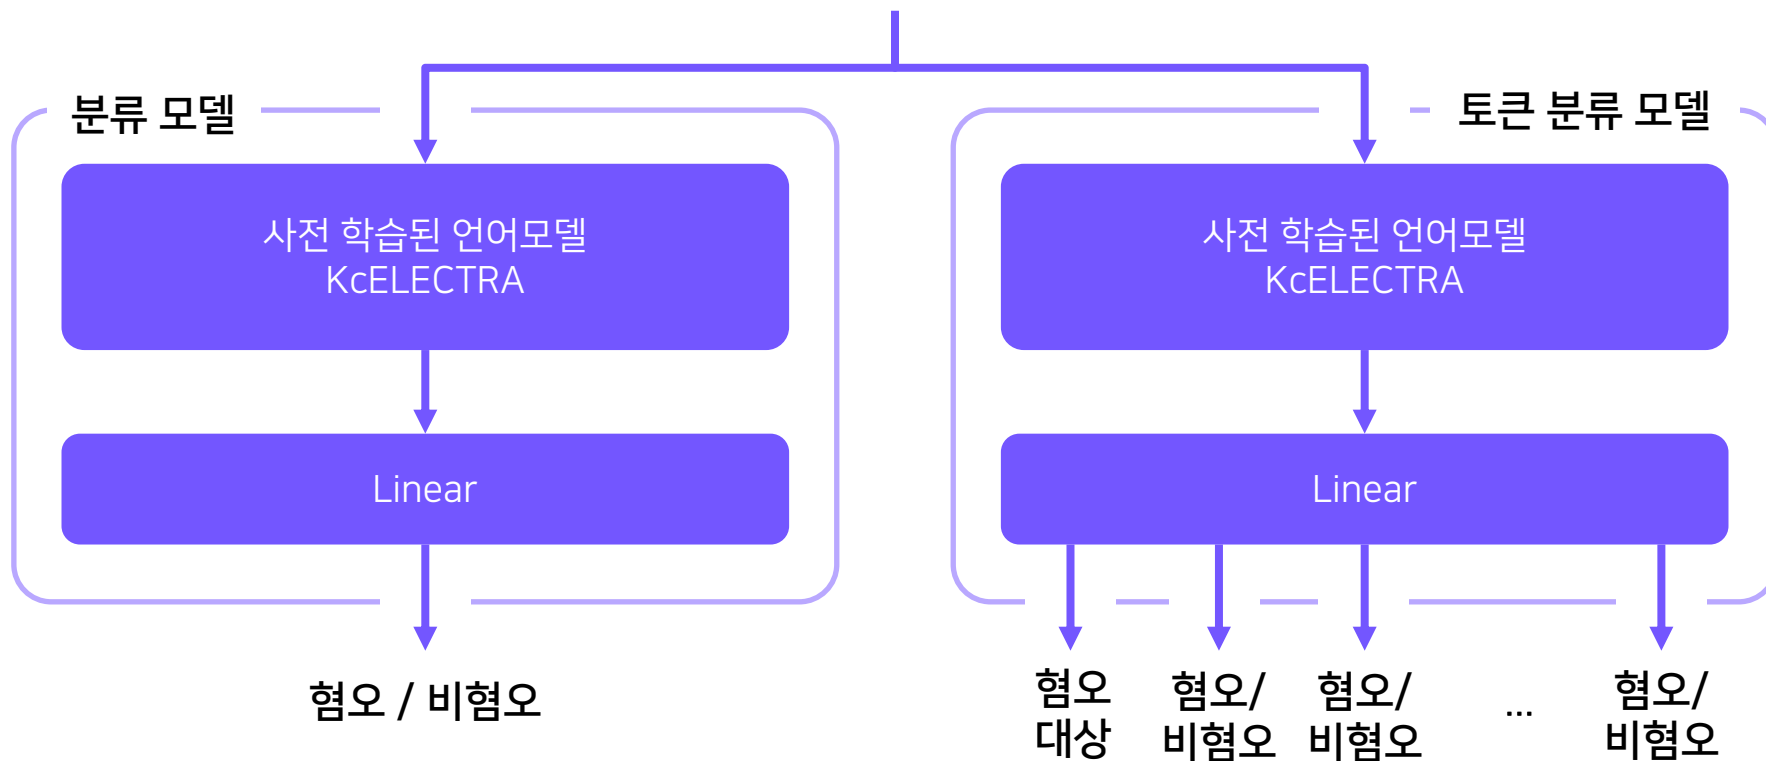 분류 모델
사전 학습된 언어모델
KcELECTRA
Linear
혐오 / 비혐오
토큰 분류 모델
사전 학습된 언어모델
KcELECTRA
Linear
혐오
대상
혐오/
비혐오
혐오/
비혐오
...
혐오/
비혐오